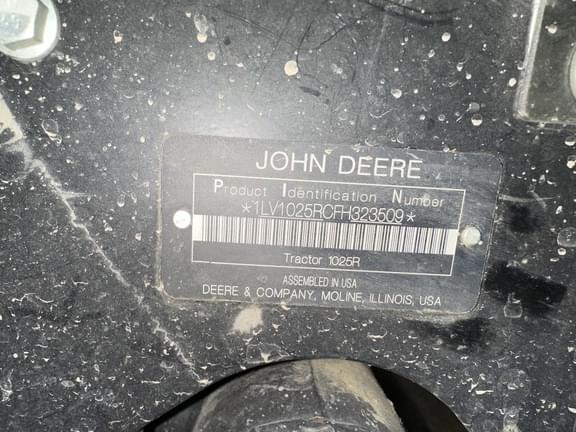 JOHN DEERE
Product Identification Number
*1LV1025RCFH323509*
Tractor 1025R
ASSEMBLED IN USA
DEERE & COMPANY, MOLINE, ILLINOIS, USA